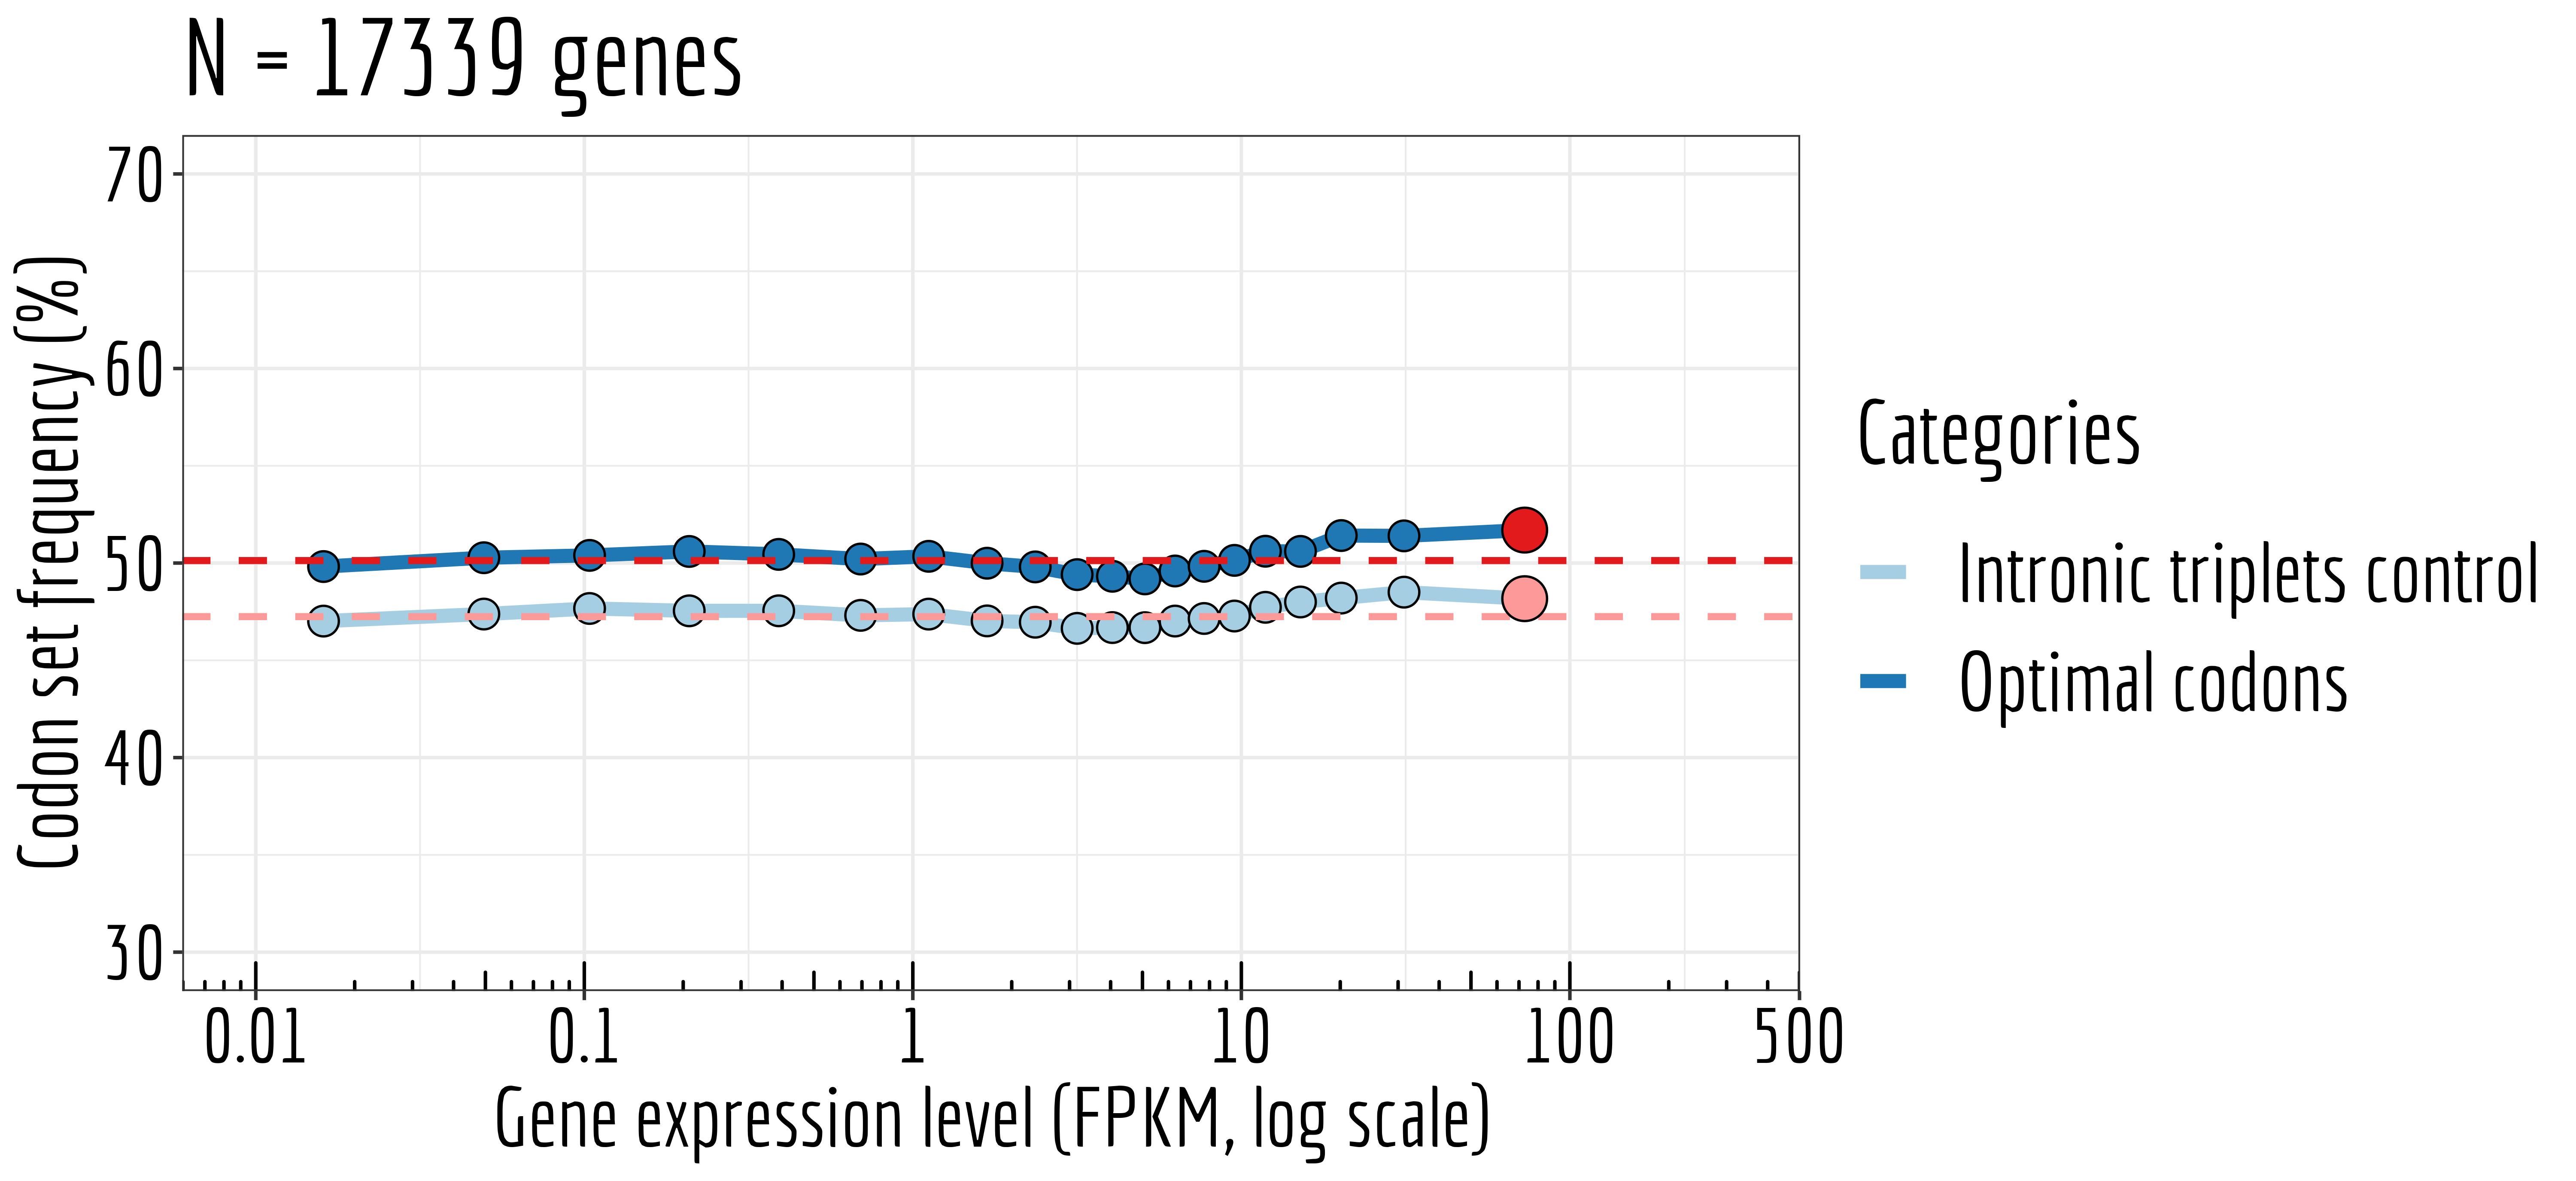 N = 17339 genes
Codon set frequency (%)
70
60
50
40
30
0.01 0.1 1 10 100 500
Gene expression level (FPKM, log scale)
Categories
Intronic triplets control
Optimal codons